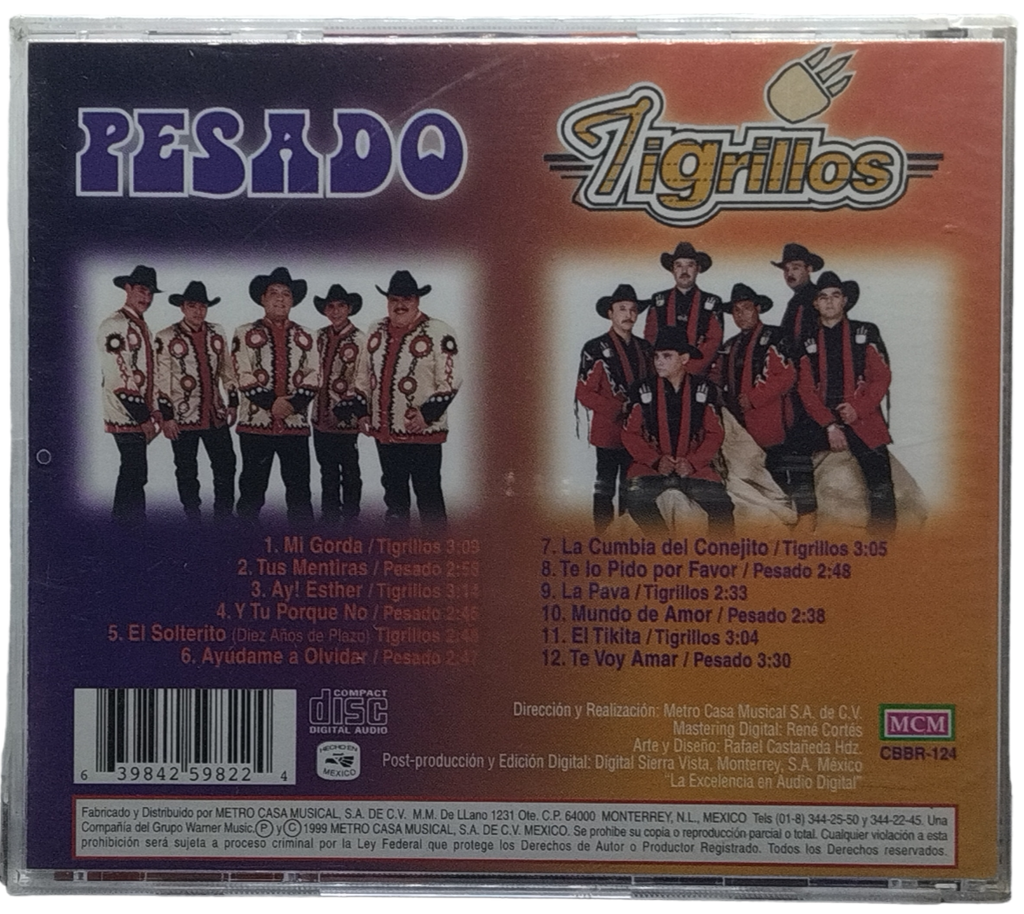 PESADO
Tigrillos
1. Mi Gorda / Tigrillos 3:09
2. Tus Mentiras / Pesado 2:58
3. Ay! Esther / Tigrillos 3:14
4. Y Tu Porque No / Pesado 2:46
5. El Solterito (Diez Años de Plazo) Tigrillos 2:48
6. Ayúdame a Olvidar / Pesado 2:47
7. La Cumbia del Conejito / Tigrillos 3:05
8. Te lo Pido por Favor / Pesado 2:48
9. La Pava / Tigrillos 2:33
10. Mundo de Amor / Pesado 2:38
11. El Tikita / Tigrillos 3:04
12. Te Voy Amar / Pesado 3:30
6 39842 59822 4
COMPACT
disc
DIGITAL AUDIO
HECHO EN
MEXICO
Dirección y Realización: Metro Casa Musical S.A. de C.V.
Mastering Digital: René Cortés
Arte y Diseño: Rafael Castañeda Hdz.
Post-producción y Edición Digital: Digital Sierra Vista, Monterrey, S.A. México
"La Excelencia en Audio Digital"
MCM
CBBR-124
Fabricado y Distribuido por METRO CASA MUSICAL, S.A. DE C.V. M.M. De LLano 1231 Ote. C.P. 64000 MONTERREY, N.L., MEXICO Tels (01-8) 344-25-50 y 344-22-45. Una
Compañía del Grupo Warner Music. Ⓟ y Ⓒ 1999 METRO CASA MUSICAL, S.A. DE C.V. MEXICO. Se prohibe su copia o reproducción parcial o total. Cualquier violación a esta
prohibición será sujeta a proceso criminal por la Ley Federal que protege los Derechos de Autor o Productor Registrado. Todos los Derechos reservados.